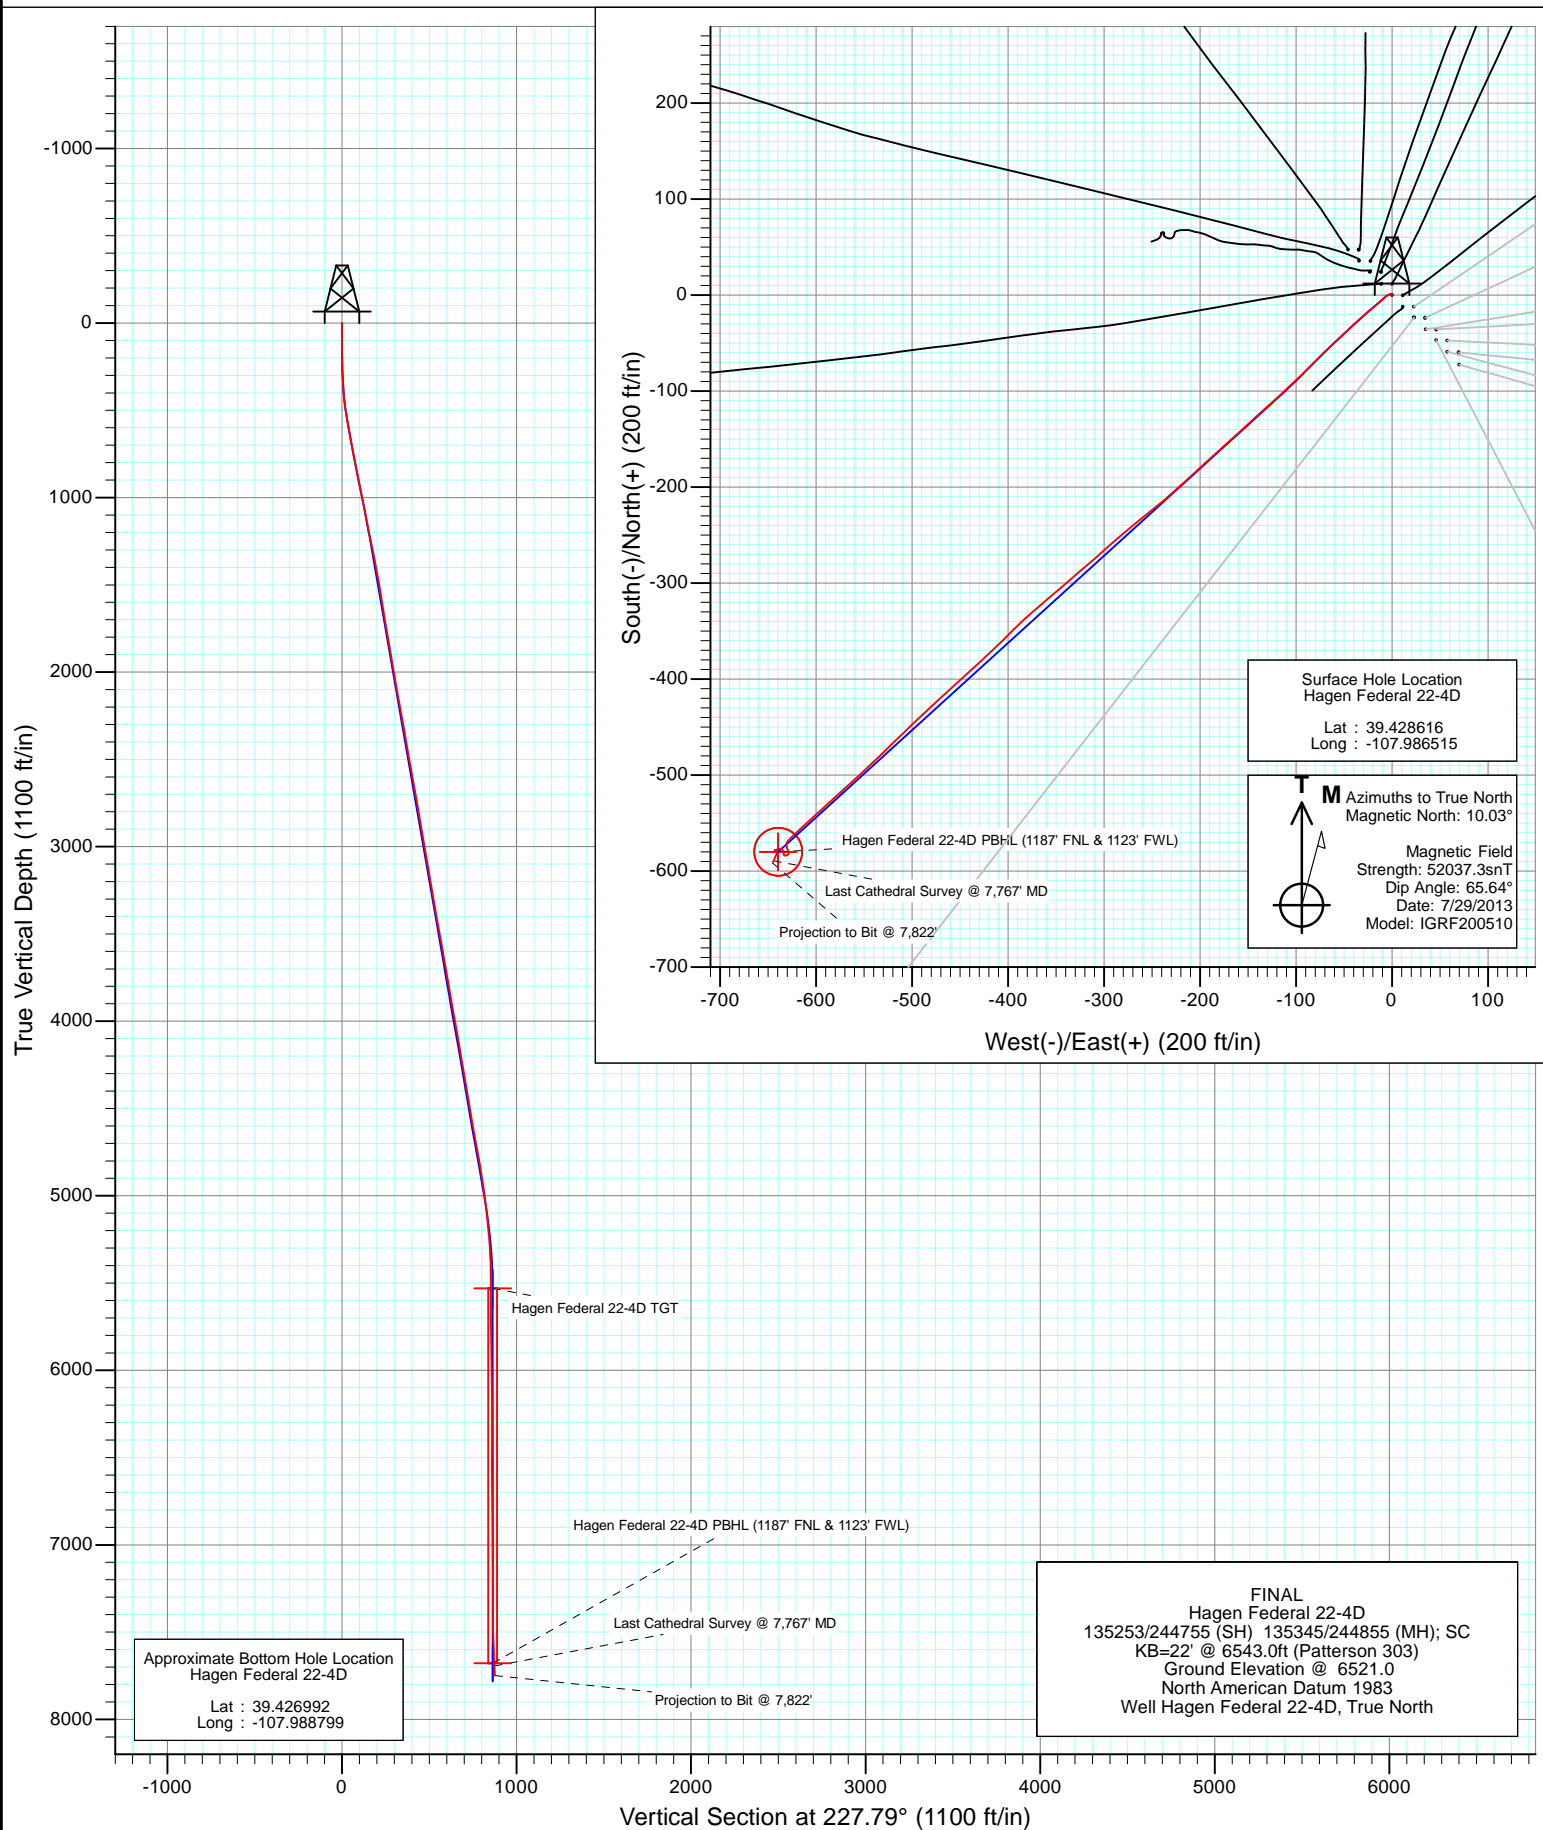 200
100
0
-100
-200
-300
-400
-500
-600
-700
South(-)/North(+) (200 ft/in)
-700
-600
-500
-400
-300
-200
-100
0
100
West(-)/East(+) (200 ft/in)
Hagen Federal 22-4D PBHL (1187' FNL & 1123' FWL)
Last Cathedral Survey @ 7,767' MD
Projection to Bit @ 7,822'
Surface Hole Location
Hagen Federal 22-4D
Lat : 39.428616
Long : -107.986515
T
M
Azimuths to True North
Magnetic North: 10.03°
Magnetic Field
Strength: 52037.3snT
Dip Angle: 65.64°
Date: 7/29/2013
Model: IGRF200510
-1000
0
1000
2000
3000
4000
5000
6000
7000
8000
True Vertical Depth (1100 ft/in)
Hagen Federal 22-4D TGT
Hagen Federal 22-4D PBHL (1187' FNL & 1123' FWL)
Last Cathedral Survey @ 7,767' MD
Projection to Bit @ 7,822'
Approximate Bottom Hole Location
Hagen Federal 22-4D
Lat : 39.426992
Long : -107.988799
FINAL
Hagen Federal 22-4D
135253/244755 (SH) 135345/244855 (MH); SC
KB=22' @ 6543.0ft (Patterson 303)
Ground Elevation @ 6521.0
North American Datum 1983
Well Hagen Federal 22-4D, True North
-1000
0
1000
2000
3000
4000
5000
6000
Vertical Section at 227.79° (1100 ft/in)